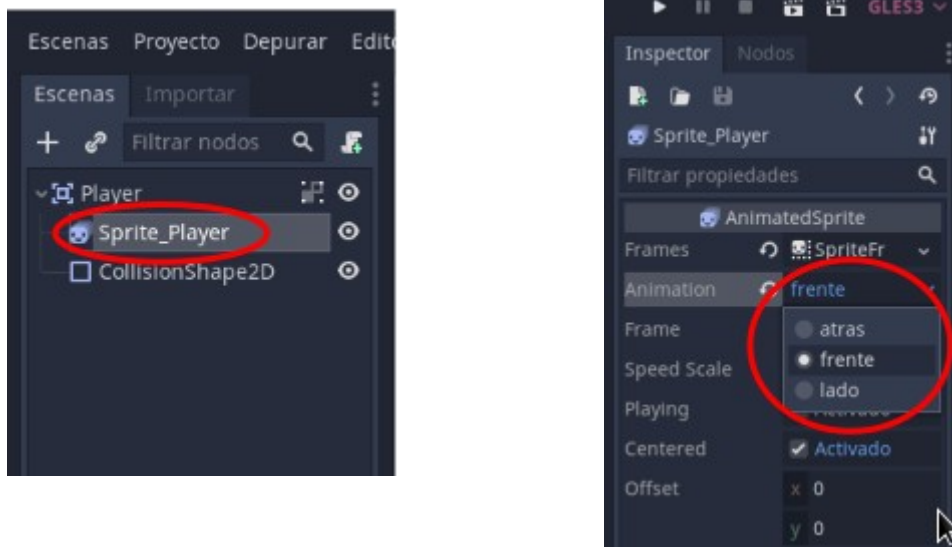 Escenas Proyecto Depurar
Escenas Importar
Filtrar nodos
Player
Sprite_Player
CollisionShape2D
GLES3
Inspector Nodos
Sprite_Player
Filtrar propiedades
AnimatedSprite
Frames SpriteFr
Animation frente
Frame
atras
frente
Speed Scale
lado
Playing
Centered Activado
Offset x 0
y 0